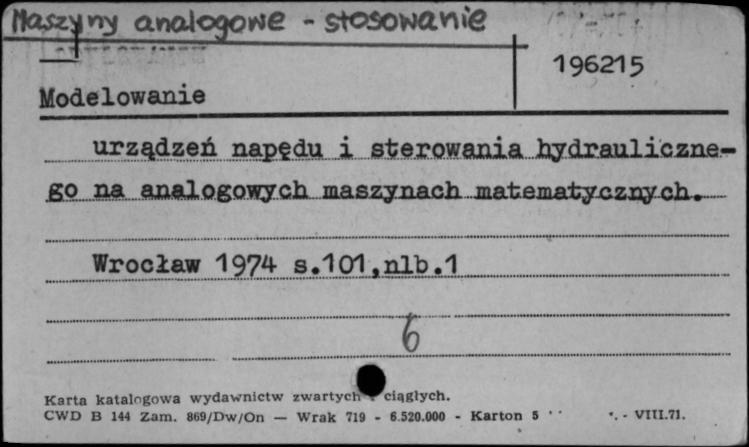 Maszyny analogowe - stosowanie
196215
Modelowanie
urządzeń napędu i sterowania hydrauliczne-
go na analogowych maszynach matematycznych.
Wrocław 1974 s.101,nlb.1
6
Karta katalogowa wydawnictw zwartych ciągłych.
CWD B 144 Zam. 869/Dw/On — Wrak 719 - 6.520.000 - Karton 5 - VIII.71.